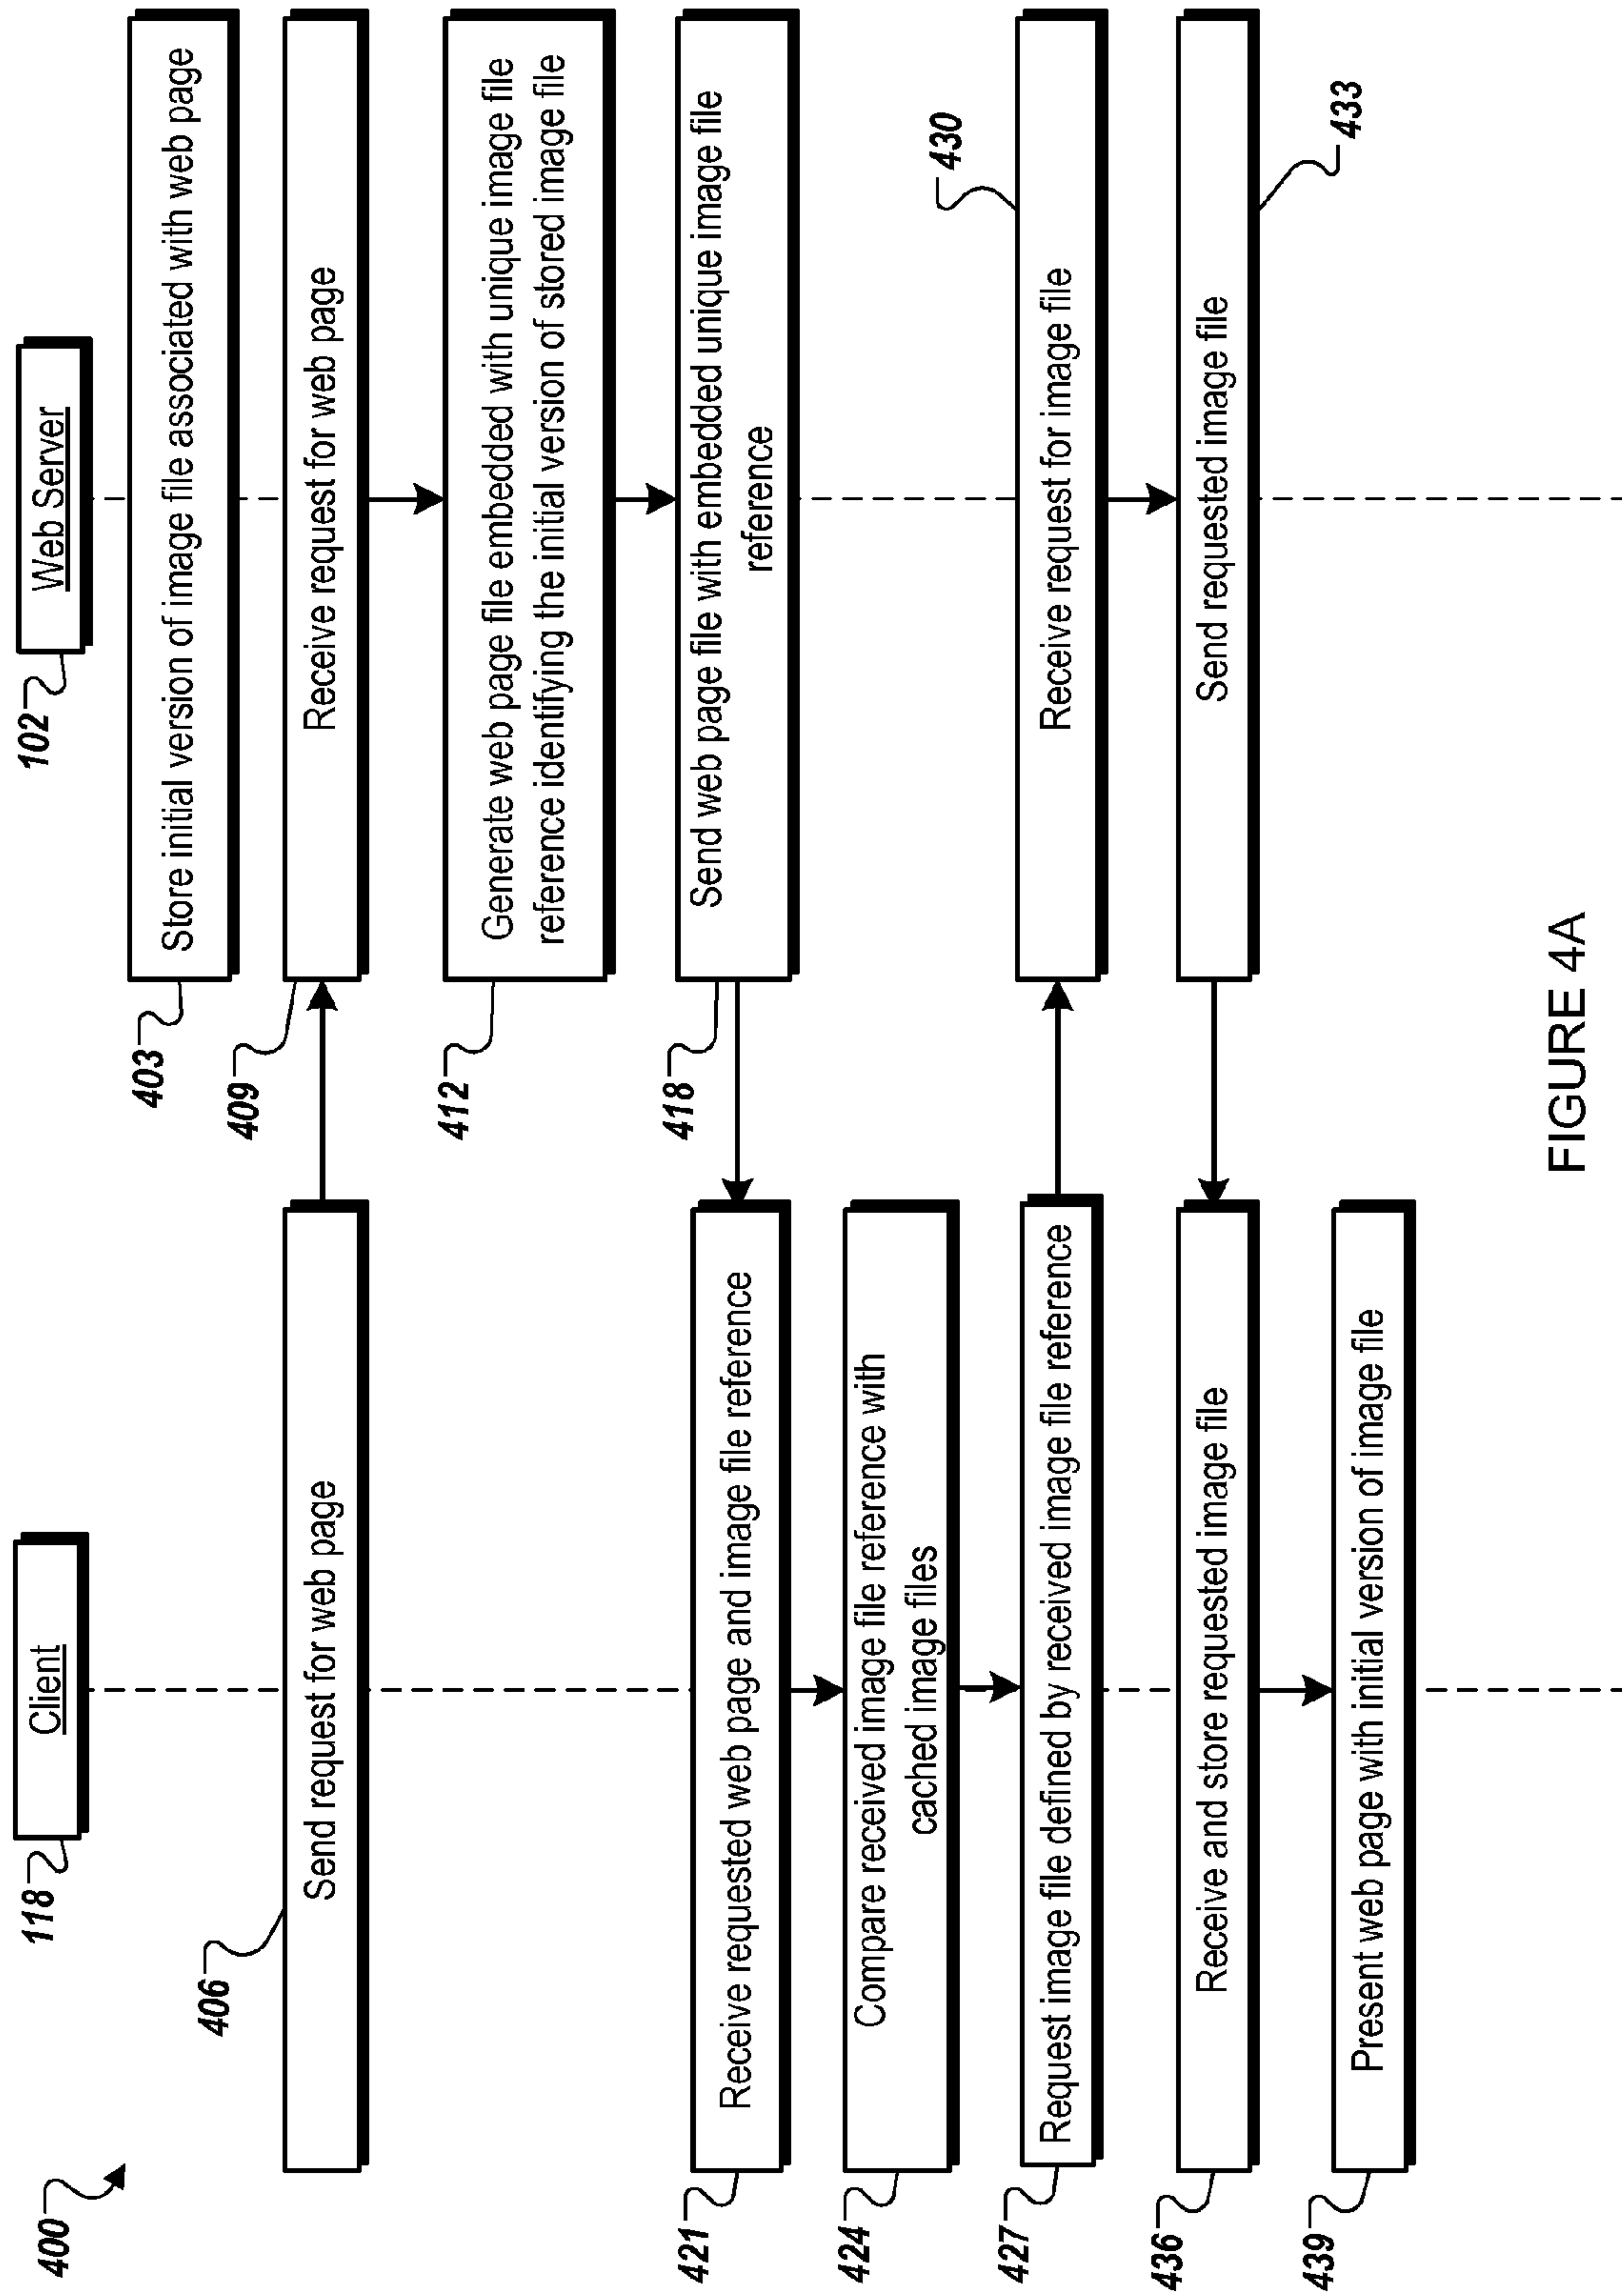 400
118
Client
102
Web Server
403
Store initial version of image file associated with web page
406
Send request for web page
409
Receive request for web page
412
Generate web page file embedded with unique image file
reference identifying the initial version of stored image file
418
Send web page file with embedded unique image file
reference
421
Receive requested web page and image file reference
424
Compare received image file reference with
cached image files
427
Request image file defined by received image file reference
430
Receive request for image file
433
Send requested image file
436
Receive and store requested image file
439
Present web page with initial version of image file
FIGURE 4A